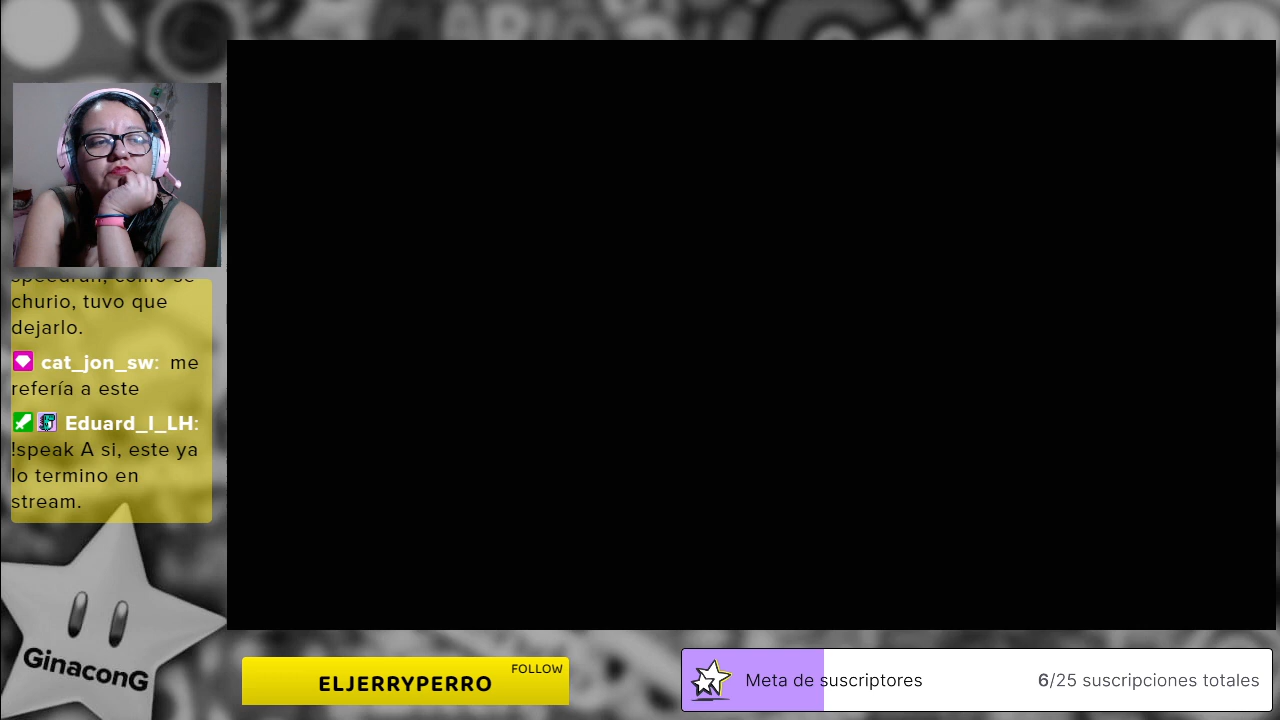 churio, tuvo que
dejarlo.
cat_jon_sw: me
refería a este
Eduard_I_LH:
!speak A si, este ya
lo termino en
stream.
GinaconG
FOLLOW
ELJERRYPERRO
Meta de suscriptores
6/25 suscripciones totales